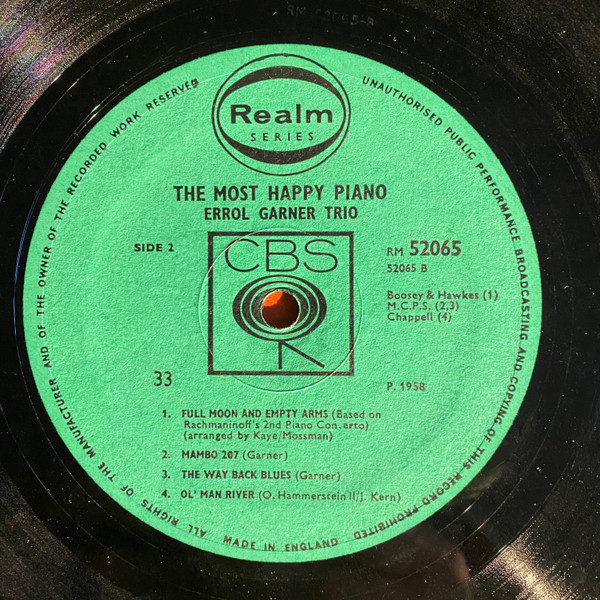 RM 52065-B
Realm
SERIES
THE MOST HAPPY PIANO
ERROL GARNER TRIO
SIDE 2
CBS
RM 52065
52065 B
Boosey & Hawkes (1)
M.C.P.S. (2,3)
Chappell (4)
33
P. 1958
1. FULL MOON AND EMPTY ARMS (Based on
Rachmaninoff's 2nd Piano Con.erto)
(arranged by Kaye/Mossman)
2. MAMBO 207 (Garner)
3. THE WAY BACK BLUES (Garner)
4. OL' MAN RIVER (O. Hammerstein II/J. Kern)
ALL RIGHTS OF THE MANUFACTURER AND OF THE OWNER OF THE RECORDED WORK RESERVED
UNAUTHORISED PUBLIC PERFORMANCE BROADCASTING AND COPYING OF THIS RECORD PROHIBITED
MADE IN ENGLAND